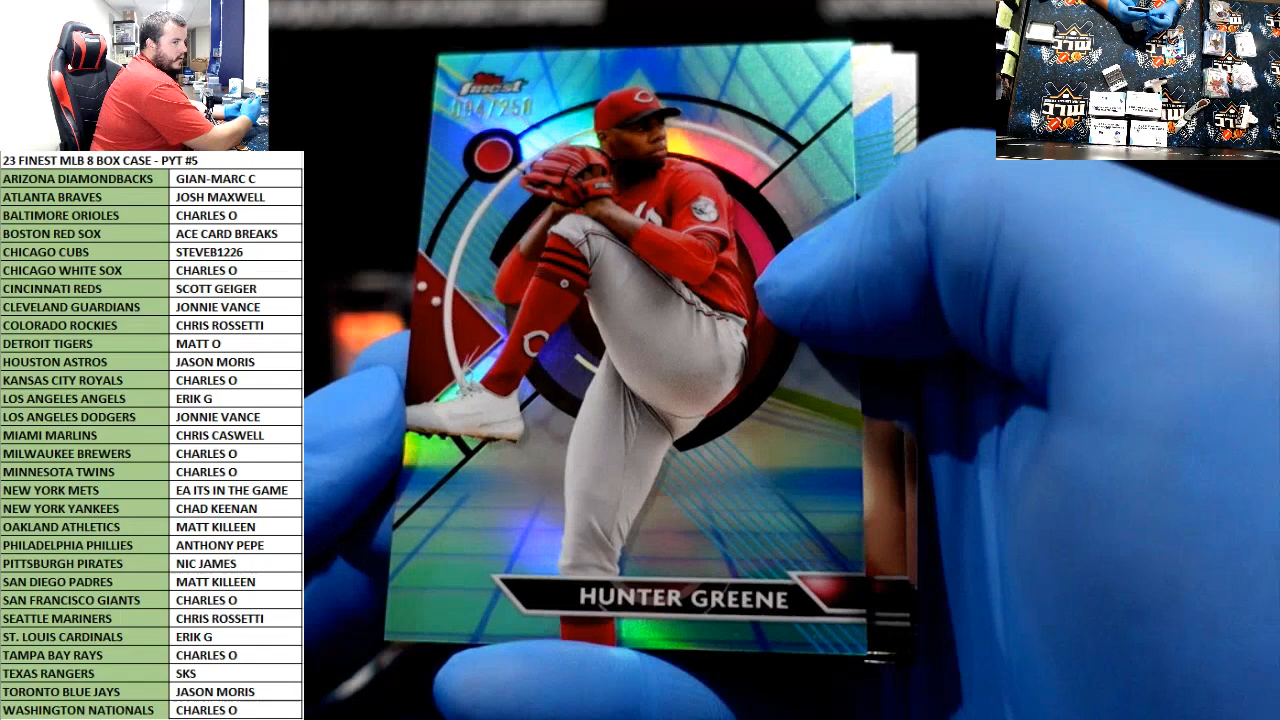 23 FINEST MLB 8 BOX CASE - PYT #5
ARIZONA DIAMONDBACKS GIAN-MARC C
ATLANTA BRAVES JOSH MAXWELL
BALTIMORE ORIOLES CHARLES O
BOSTON RED SOX ACE CARD BREAKS
CHICAGO CUBS STEVEB1226
CHICAGO WHITE SOX CHARLES O
CINCINNATI REDS SCOTT GEIGER
CLEVELAND GUARDIANS JONNIE VANCE
COLORADO ROCKIES CHRIS ROSSETTI
DETROIT TIGERS MATT O
HOUSTON ASTROS JASON MORIS
KANSAS CITY ROYALS CHARLES O
LOS ANGELES ANGELS ERIK G
LOS ANGELES DODGERS JONNIE VANCE
MIAMI MARLINS CHRIS CASWELL
MILWAUKEE BREWERS CHARLES O
MINNESOTA TWINS CHARLES O
NEW YORK METS EA ITS IN THE GAME
NEW YORK YANKEES CHAD KEENAN
OAKLAND ATHLETICS MATT KILLEEN
PHILADELPHIA PHILLIES ANTHONY PEPE
PITTSBURGH PIRATES NIC JAMES
SAN DIEGO PADRES MATT KILLEEN
SAN FRANCISCO GIANTS CHARLES O
SEATTLE MARINERS CHRIS ROSSETTI
ST. LOUIS CARDINALS ERIK G
TAMPA BAY RAYS CHARLES O
TEXAS RANGERS SKS
TORONTO BLUE JAYS JASON MORIS
WASHINGTON NATIONALS CHARLES O
Topps
finest
004/250
HUNTER GREENE